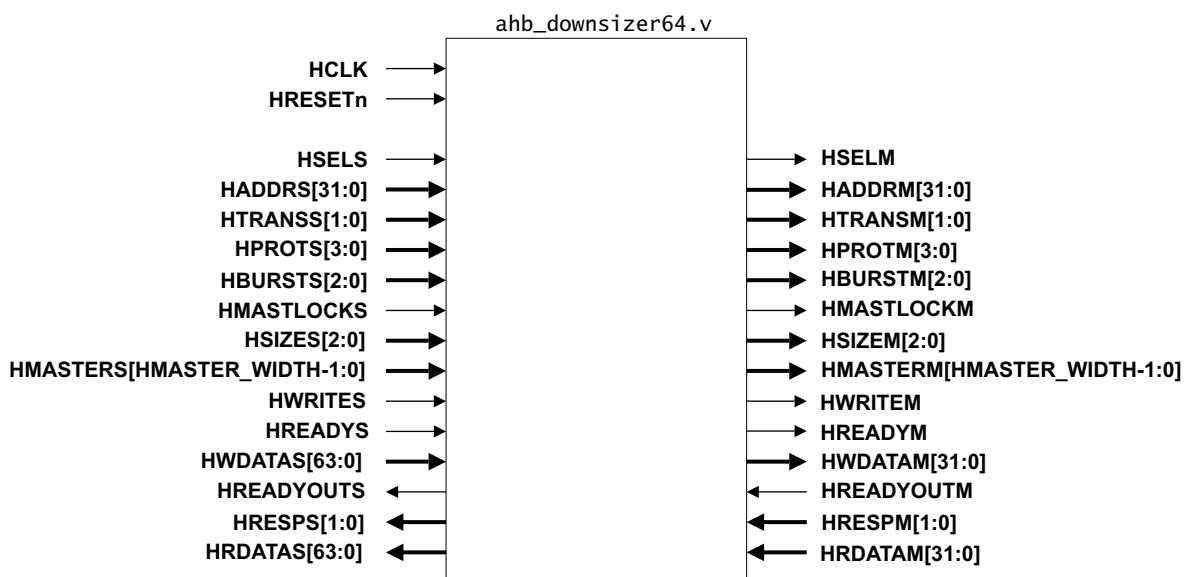 ahb_downsizer64.v
HCLK
HRESETn
HSELS HSELM
HADDRS[31:0] HADDRM[31:0]
HTRANSS[1:0] HTRANSM[1:0]
HPROTS[3:0] HPROTM[3:0]
HBURSTS[2:0] HBURSTM[2:0]
HMASTLOCKS HMASTLOCKM
HSIZES[2:0] HSIZEM[2:0]
HMASTERS[HMASTER_WIDTH-1:0] HMASTERM[HMASTER_WIDTH-1:0]
HWRITES HWRITEM
HREADYS HREADYM
HWDATAS[63:0] HWDATAM[31:0]
HREADYOUTS HREADYOUTM
HRESPS[1:0] HRESPM[1:0]
HRDATAS[63:0] HRDATAM[31:0]